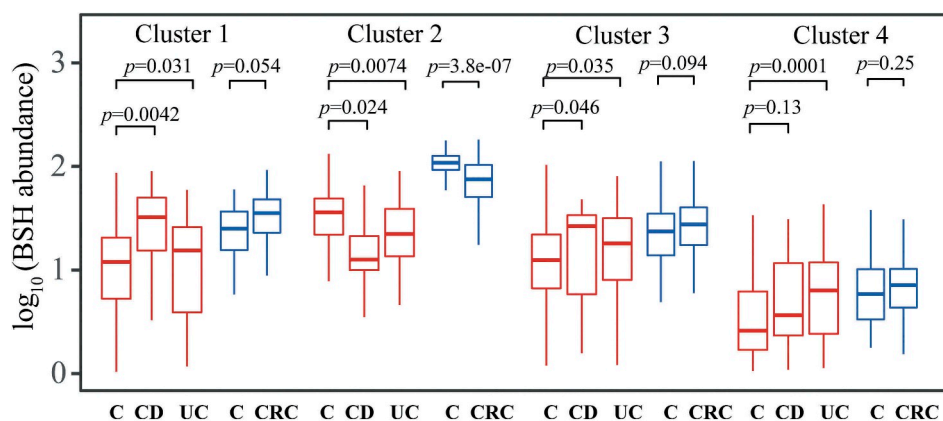 Cluster 1 Cluster 2 Cluster 3 Cluster 4
p=0.031 p=0.054 p=0.0074 p=3.8e-07 p=0.035 p=0.094 p=0.0001 p=0.25
p=0.0042 p=0.024 p=0.046 p=0.13
log10(BSH abundance)
3
2
1
0
C CD UC C CRC C CD UC C CRC C CD UC C CRC C CD UC C CRC